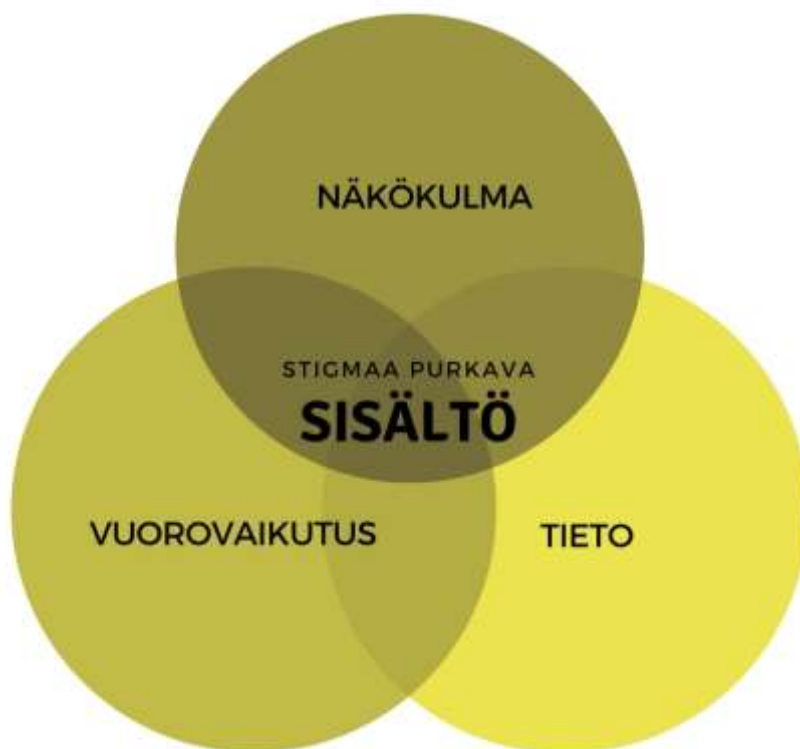 NÄKÖKULMA
STIGMAA PURKAVA
SISÄLTÖ
VUOROVAIKUTUS
TIETO